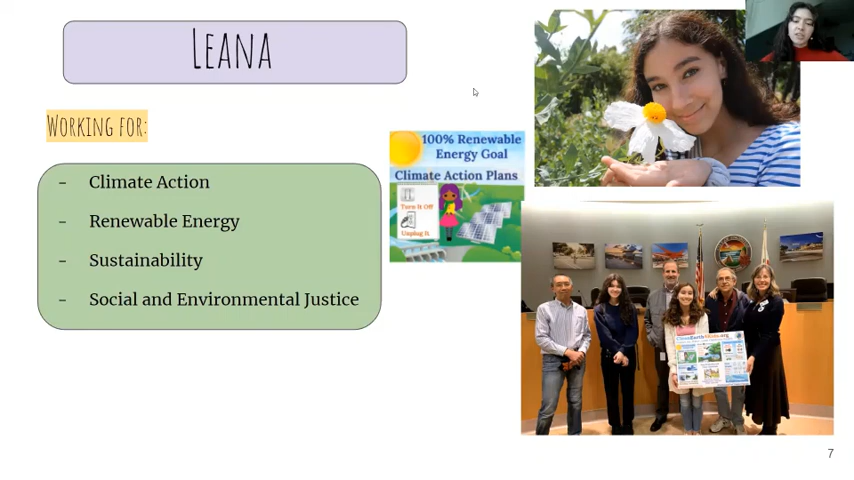 Leana
Working for:
- Climate Action
- Renewable Energy
- Sustainability
- Social and Environmental Justice
100% Renewable
Energy Goal
Climate Action Plans
Turn It Off
Unplug It
7